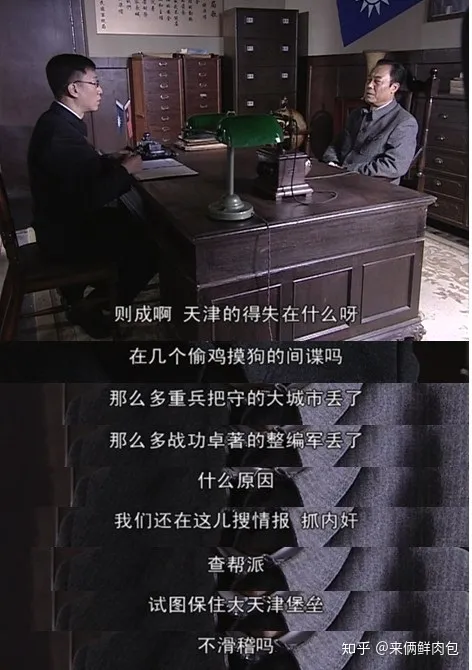 则成啊 天津的得失在什么呀
在几个偷鸡摸狗的间谍吗
那么多重兵把守的大城市丢了
那么多战功卓著的整编军丢了
什么原因
我们还在这儿搜情报 抓内奸
查帮派
试图保住大天津堡垒
不滑稽吗
知乎 @来俩鲜肉包